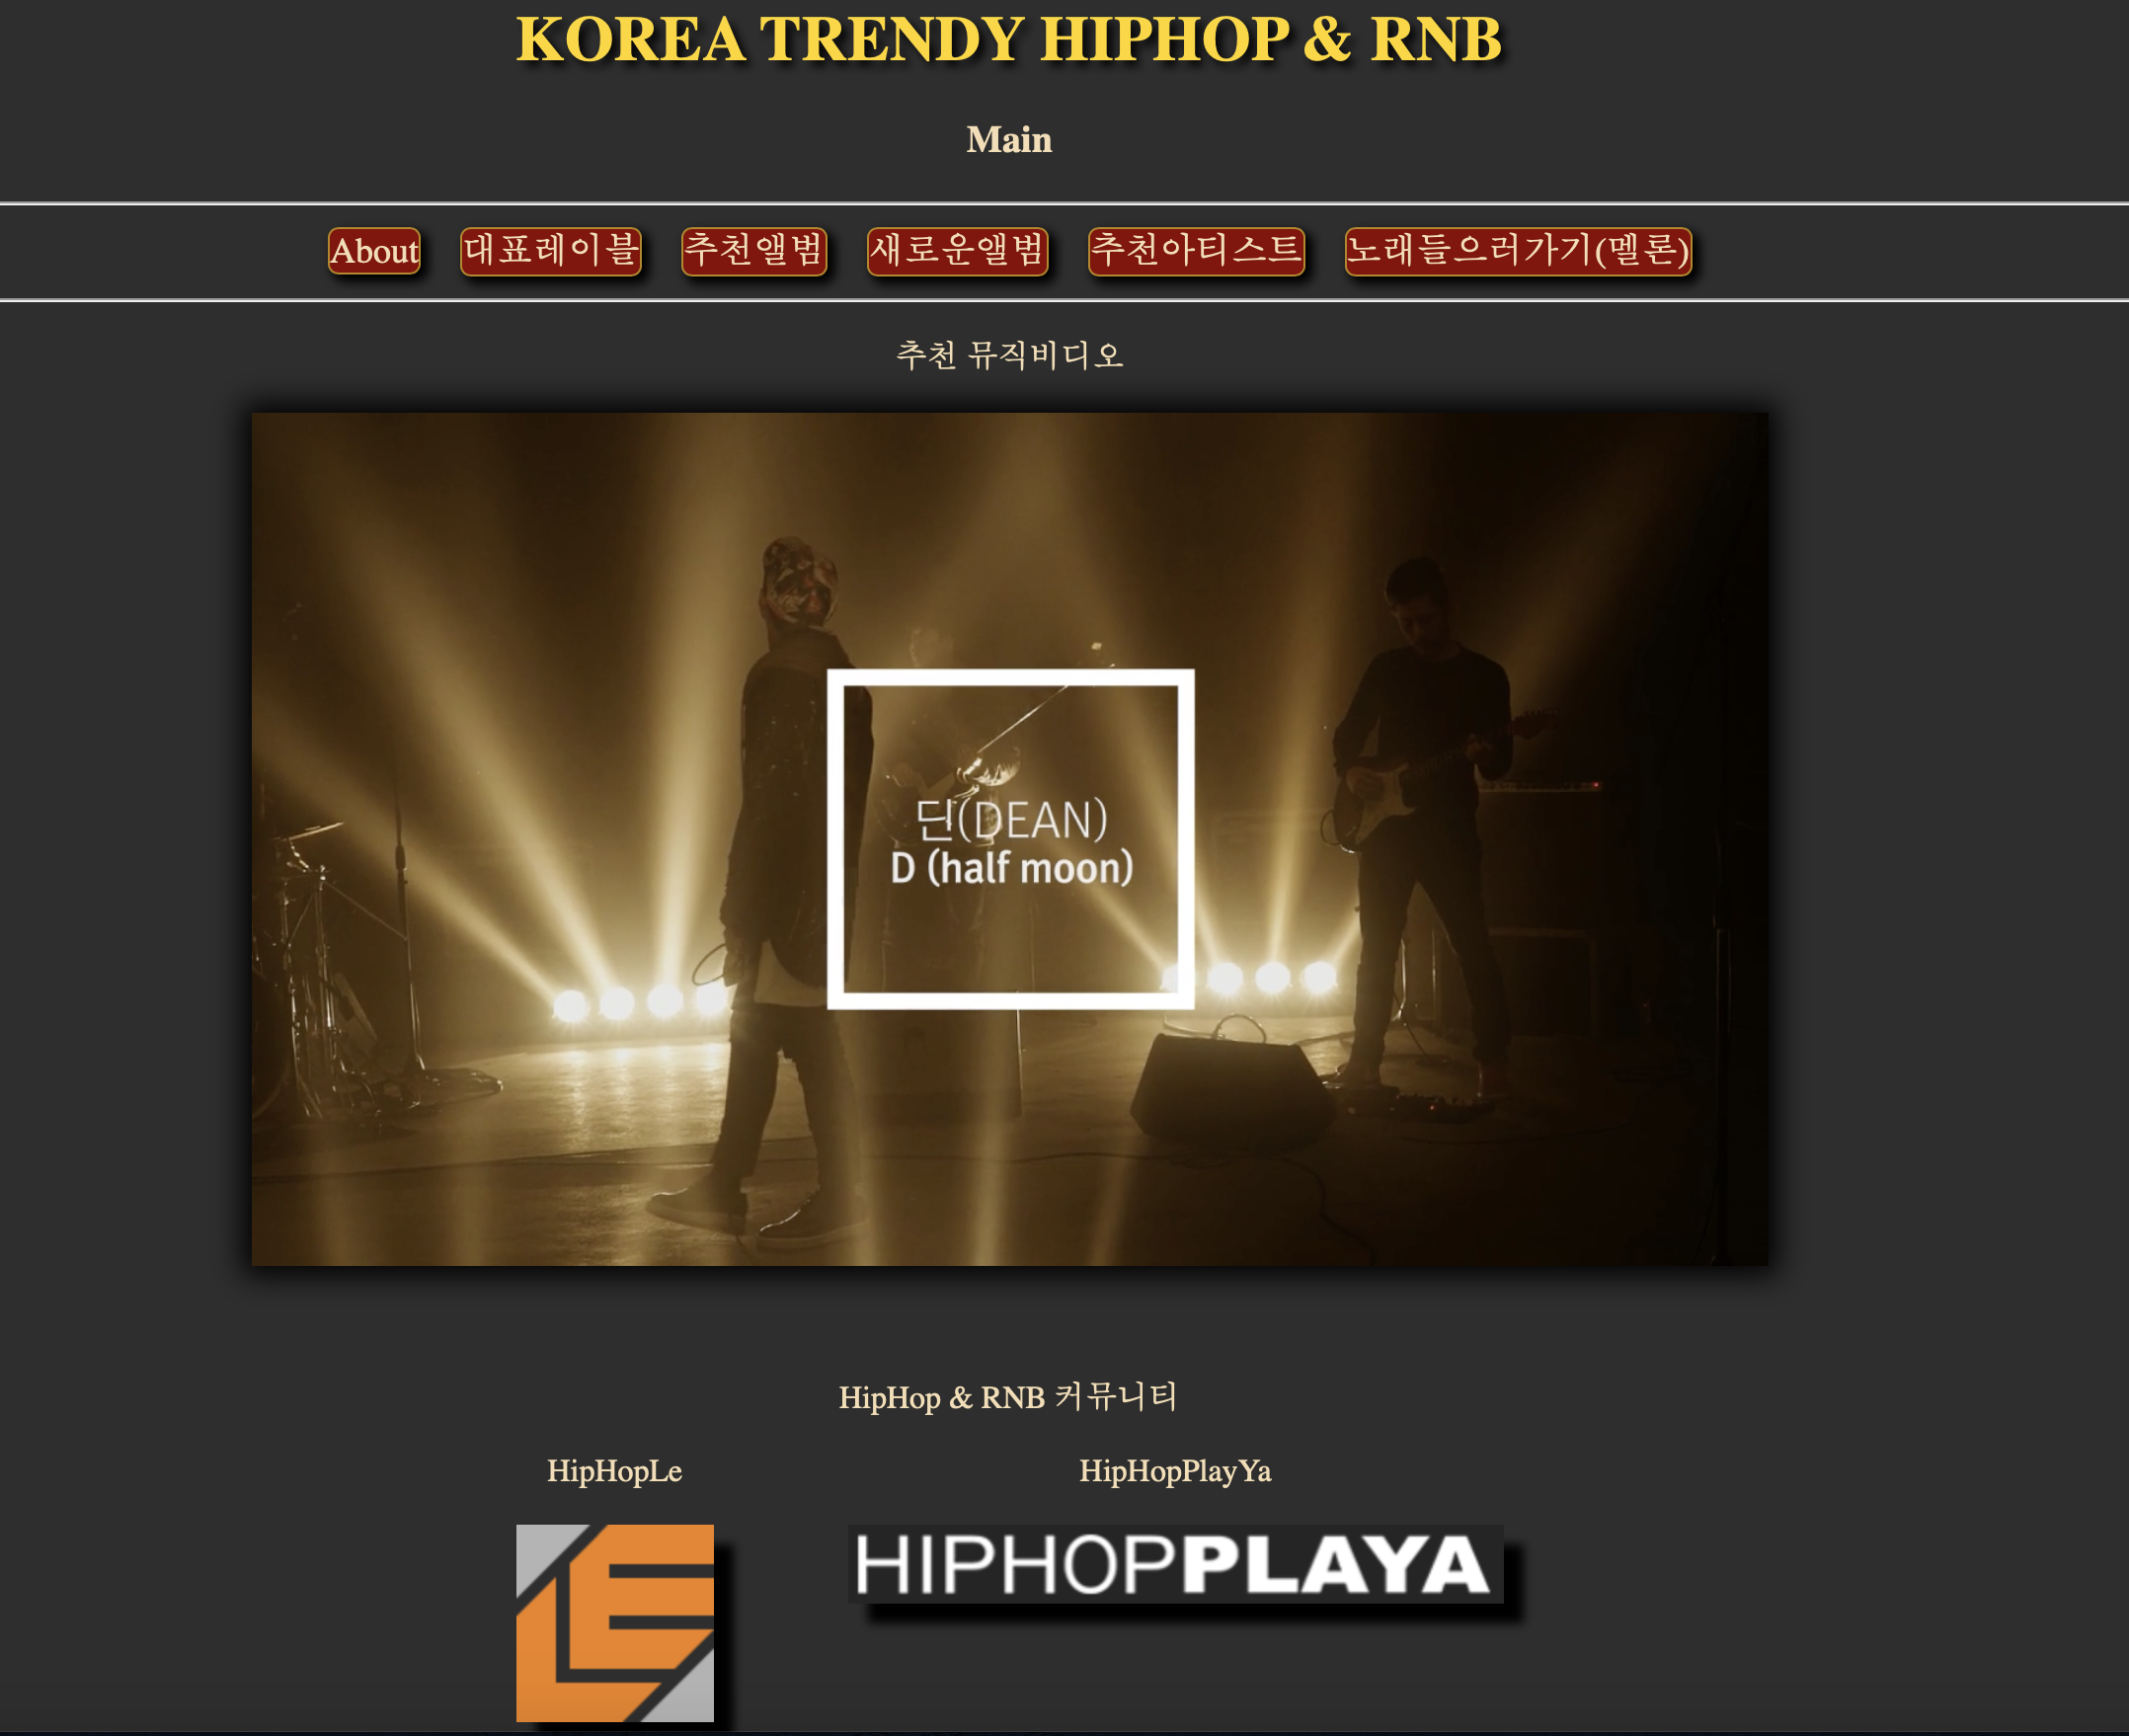 KOREA TRENDY HIPHOP & RNB
Main
About 대표레이블 추천앨범 새로운앨범 추천아티스트 노래들으러가기(멜론)
추천 뮤직비디오
딘(DEAN)
D (half moon)
HipHop & RNB 커뮤니티
HipHopLe HipHopPlayYa
LE HIPHOPPLAYA